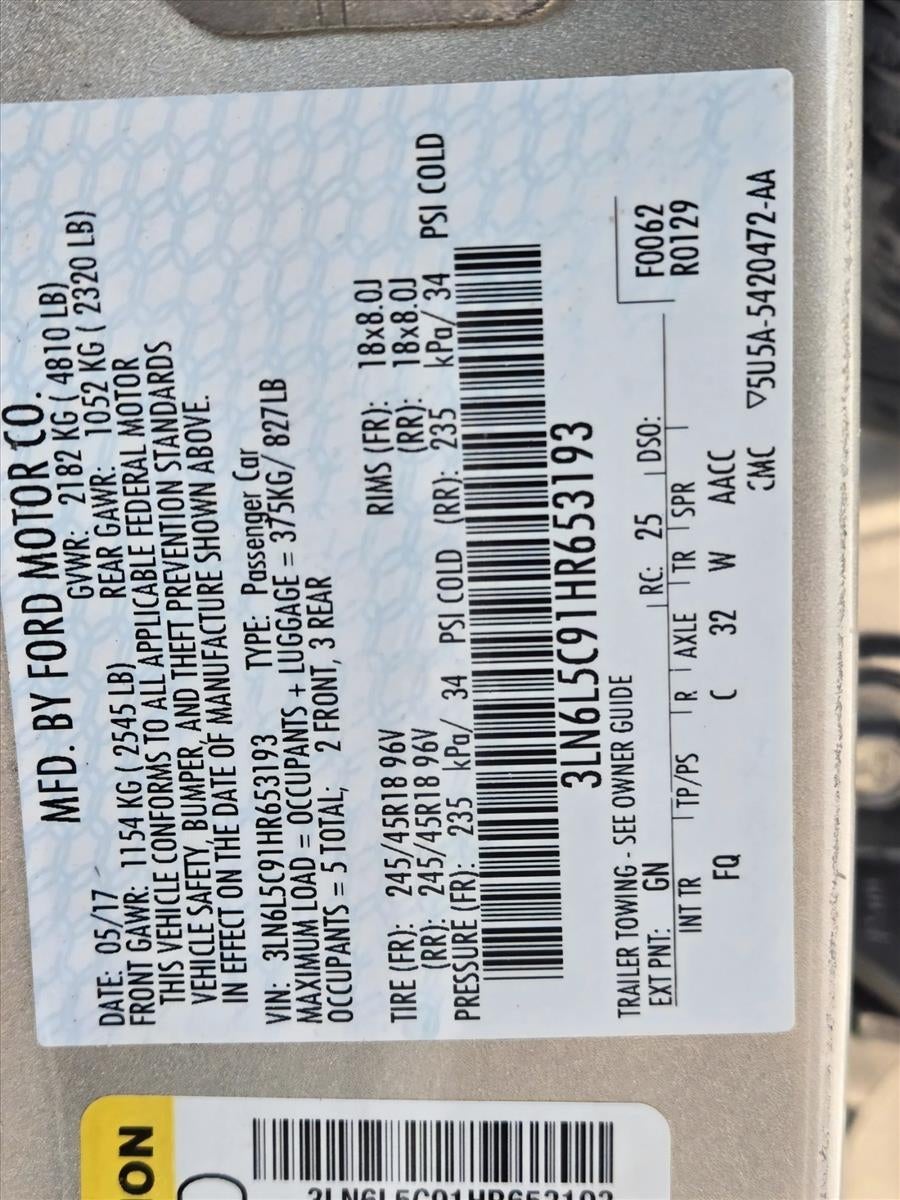 MFD. BY FORD MOTOR CO.
DATE: 05/17 GVWR: 2182 KG ( 4810 LB)
FRONT GAWR: 1154 KG ( 2545 LB) REAR GAWR: 1052 KG ( 2320 LB)
THIS VEHICLE CONFORMS TO ALL APPLICABLE FEDERAL MOTOR
VEHICLE SAFETY, BUMPER, AND THEFT PREVENTION STANDARDS
IN EFFECT ON THE DATE OF MANUFACTURE SHOWN ABOVE.
VIN: 3LN6L5C91HR653193 TYPE: Passenger Car
MAXIMUM LOAD = OCCUPANTS + LUGGAGE = 375KG/ 827LB
OCCUPANTS = 5 TOTAL; 2 FRONT, 3 REAR
TIRE (FR): 245/45R18 96V RIMS (FR): 18x8.0J
(RR): 245/45R18 96V (RR): 18x8.0J
PRESSURE (FR): 235 kPa/ 34 PSI COLD (RR): 235 kPa/ 34 PSI COLD
3LN6L5C91HR653193
TRAILER TOWING - SEE OWNER GUIDE
F0062
R0129
EXT PNT: GN RC: 25 DSO:
INT TR TP/PS R AXLE TR SPR
FQ C 32 W AACC
CMC ▽5U5A-5420472-AA
ION
3LN6L5C91HR653193